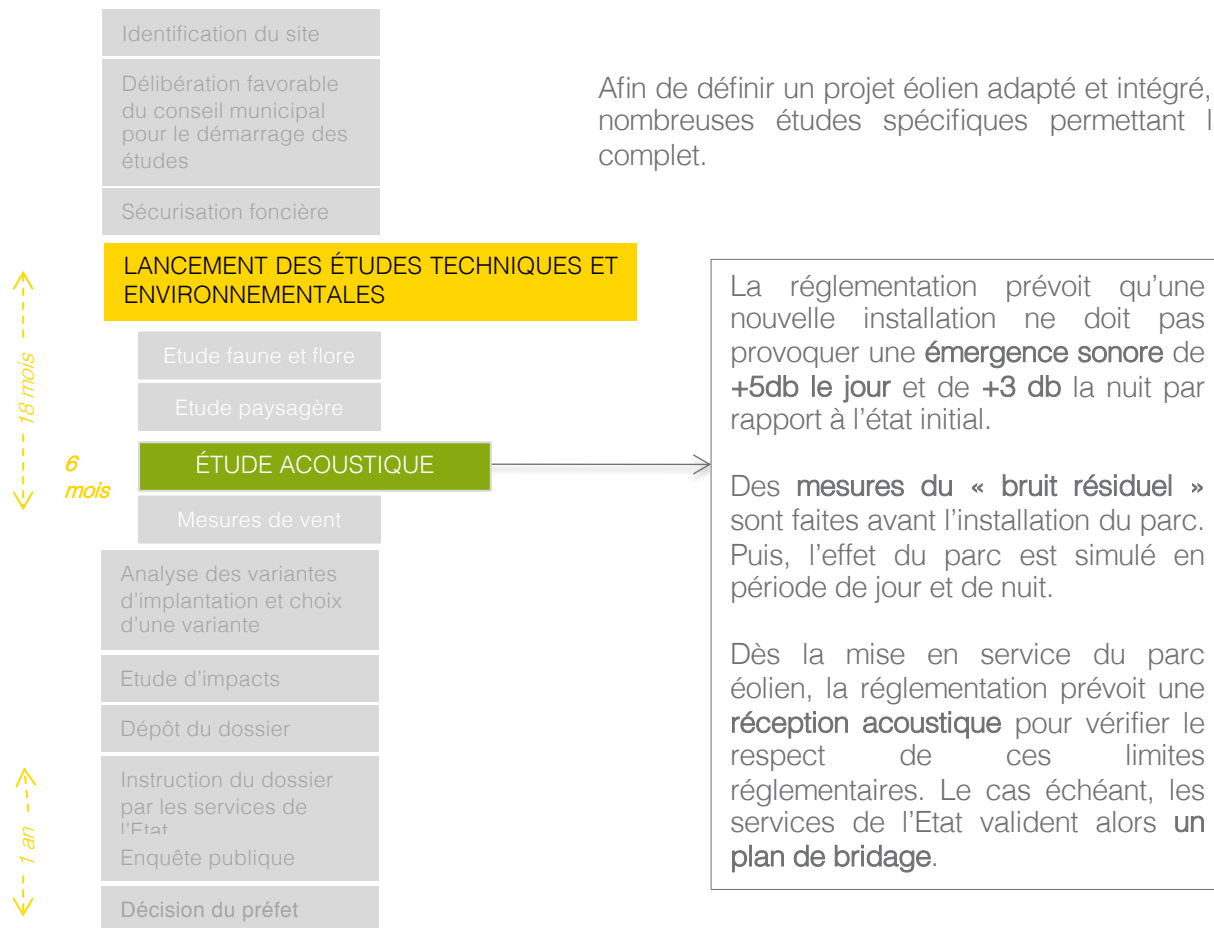 Identification du site
Délibération favorable
du conseil municipal
pour le démarrage des
études
Sécurisation foncière
Afin de définir un projet éolien adapté et intégré,
nombreuses études spécifiques permettant l
complet.
LANCEMENT DES ÉTUDES TECHNIQUES ET
ENVIRONNEMENTALES
18 mois
Etude faune et flore
Etude paysagère
6
mois
ÉTUDE ACOUSTIQUE
Mesures de vent
Analyse des variantes
d'implantation et choix
d'une variante
Etude d'impacts
Dépôt du dossier
1 an
Instruction du dossier
par les services de
l'Etat
Enquête publique
Décision du préfet
La réglementation prévoit qu'une
nouvelle installation ne doit pas
provoquer une émergence sonore de
+5db le jour et de +3 db la nuit par
rapport à l'état initial.
Des mesures du « bruit résiduel »
sont faites avant l'installation du parc.
Puis, l'effet du parc est simulé en
période de jour et de nuit.
Dès la mise en service du parc
éolien, la réglementation prévoit une
réception acoustique pour vérifier le
respect de ces limites
réglementaires. Le cas échéant, les
services de l'Etat valident alors un
plan de bridage.